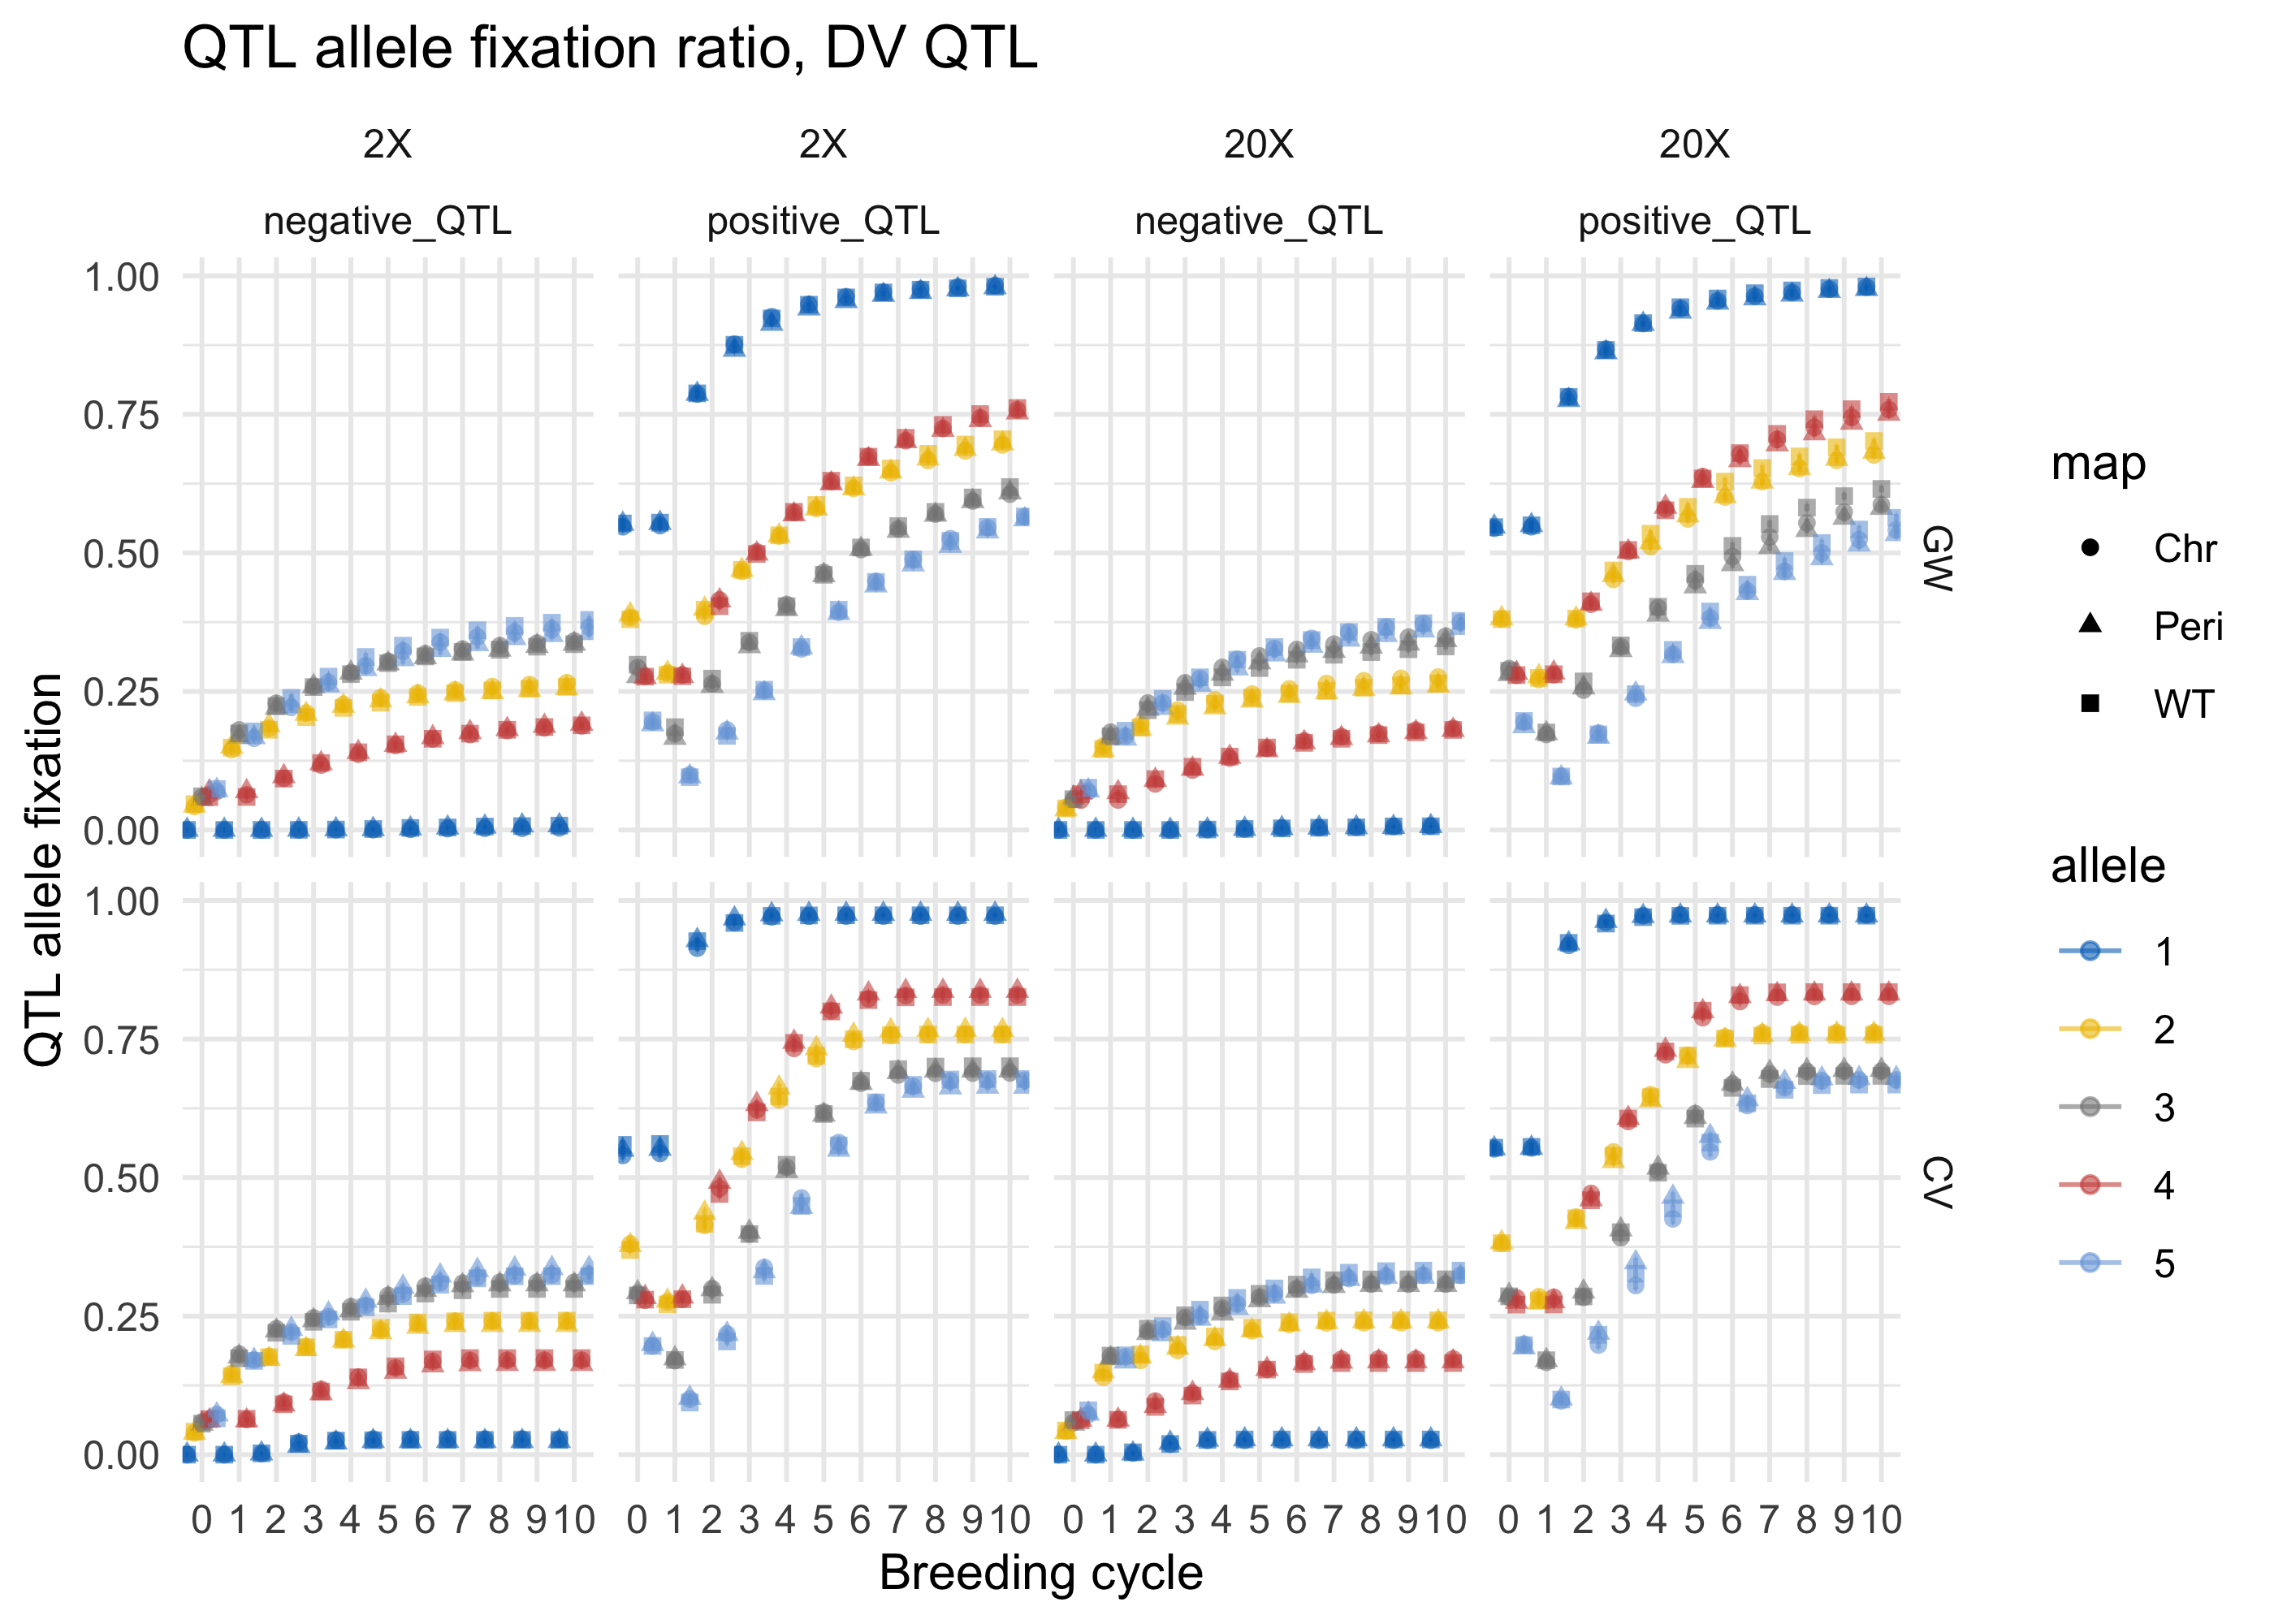 QTL allele fixation ratio, DV QTL
2X 2X 20X 20X
negative_QTL positive_QTL negative_QTL positive_QTL
1.00
0.75
0.50
0.25
0.00
GW
1.00
0.75
0.50
0.25
0.00
CV
QTL allele fixation
0 1 2 3 4 5 6 7 8 9 10 0 1 2 3 4 5 6 7 8 9 10 0 1 2 3 4 5 6 7 8 9 10 0 1 2 3 4 5 6 7 8 9 10
Breeding cycle
map
Chr
Peri
WT
allele
1
2
3
4
5